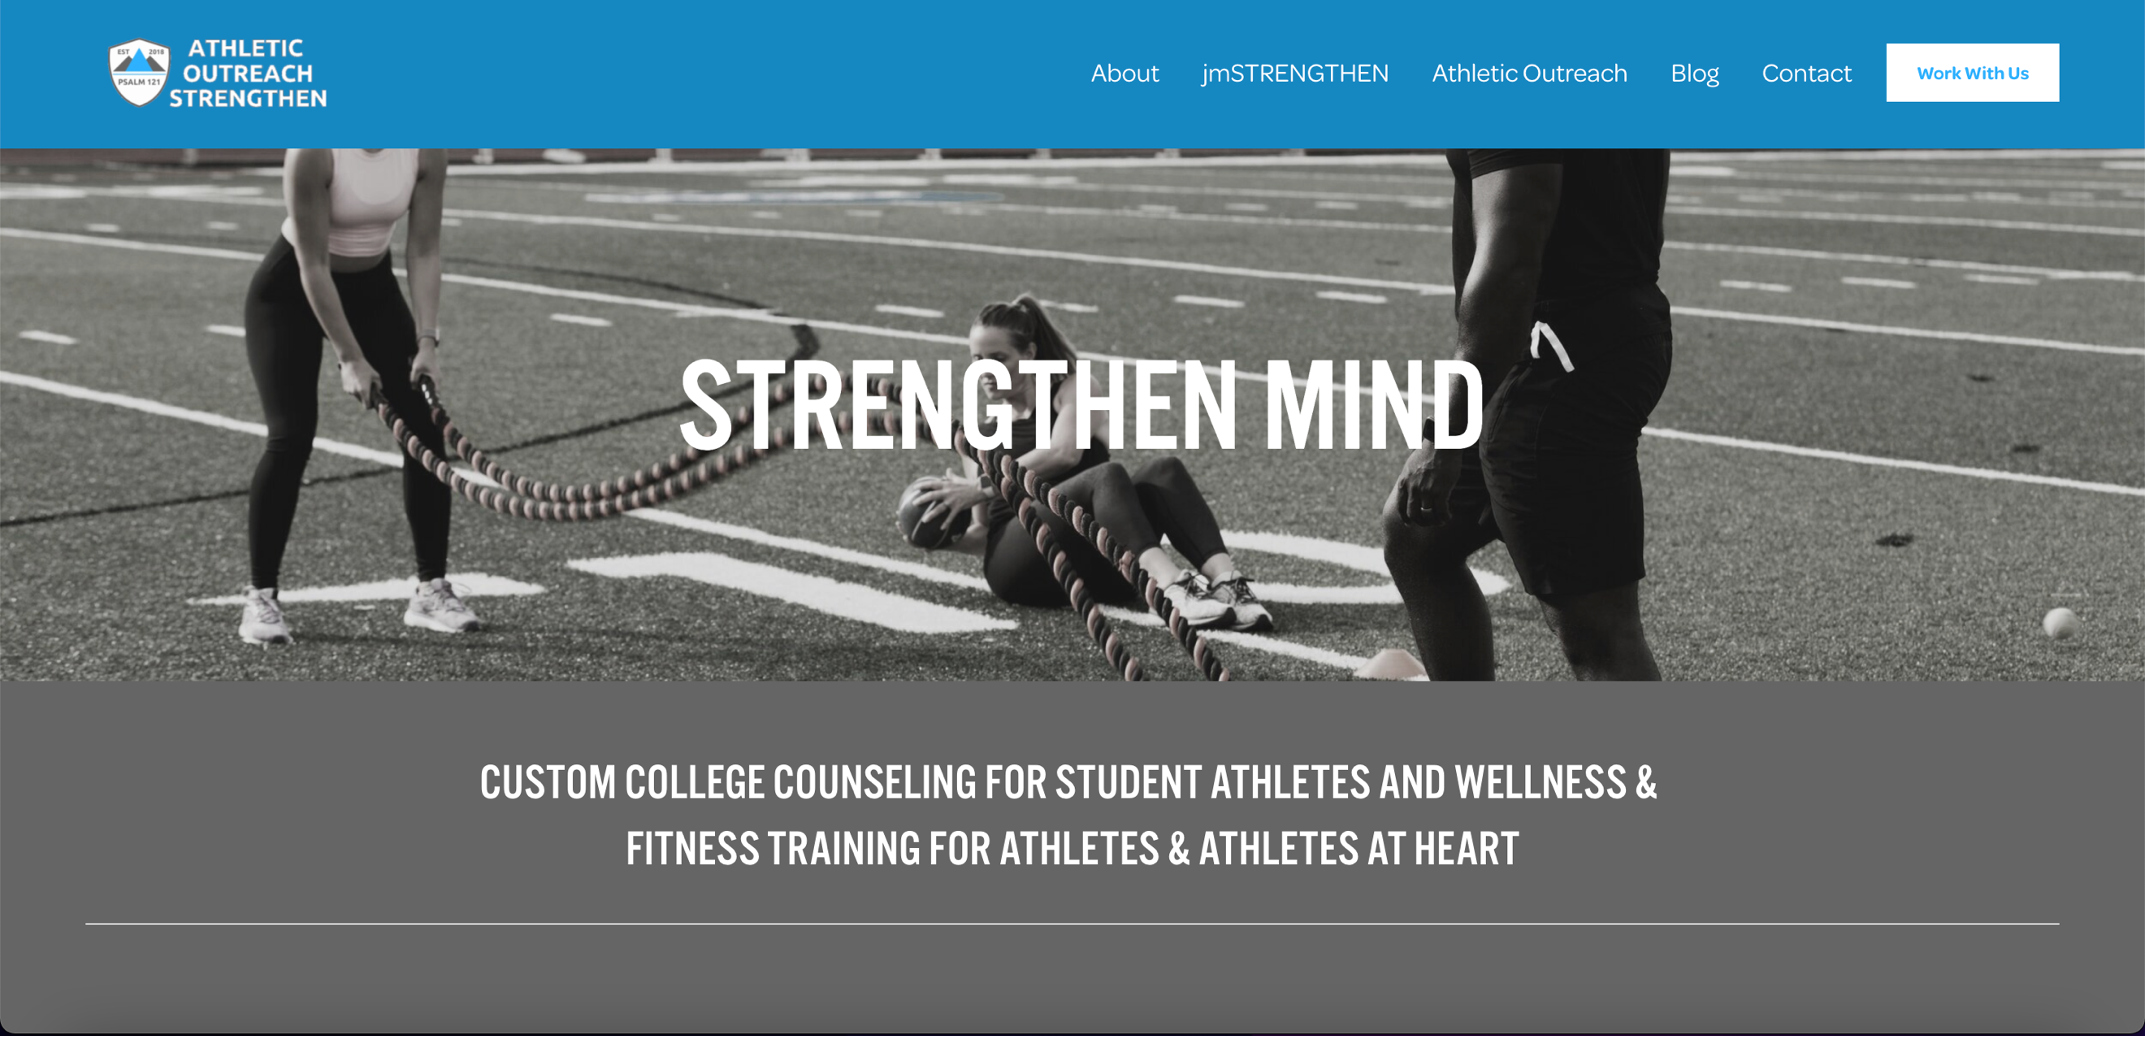 EST 2018
PSALM 121
ATHLETIC
OUTREACH
STRENGTHEN
About jmSTRENGTHEN Athletic Outreach Blog Contact Work With Us
STRENGTHEN MIND
CUSTOM COLLEGE COUNSELING FOR STUDENT ATHLETES AND WELLNESS &
FITNESS TRAINING FOR ATHLETES & ATHLETES AT HEART